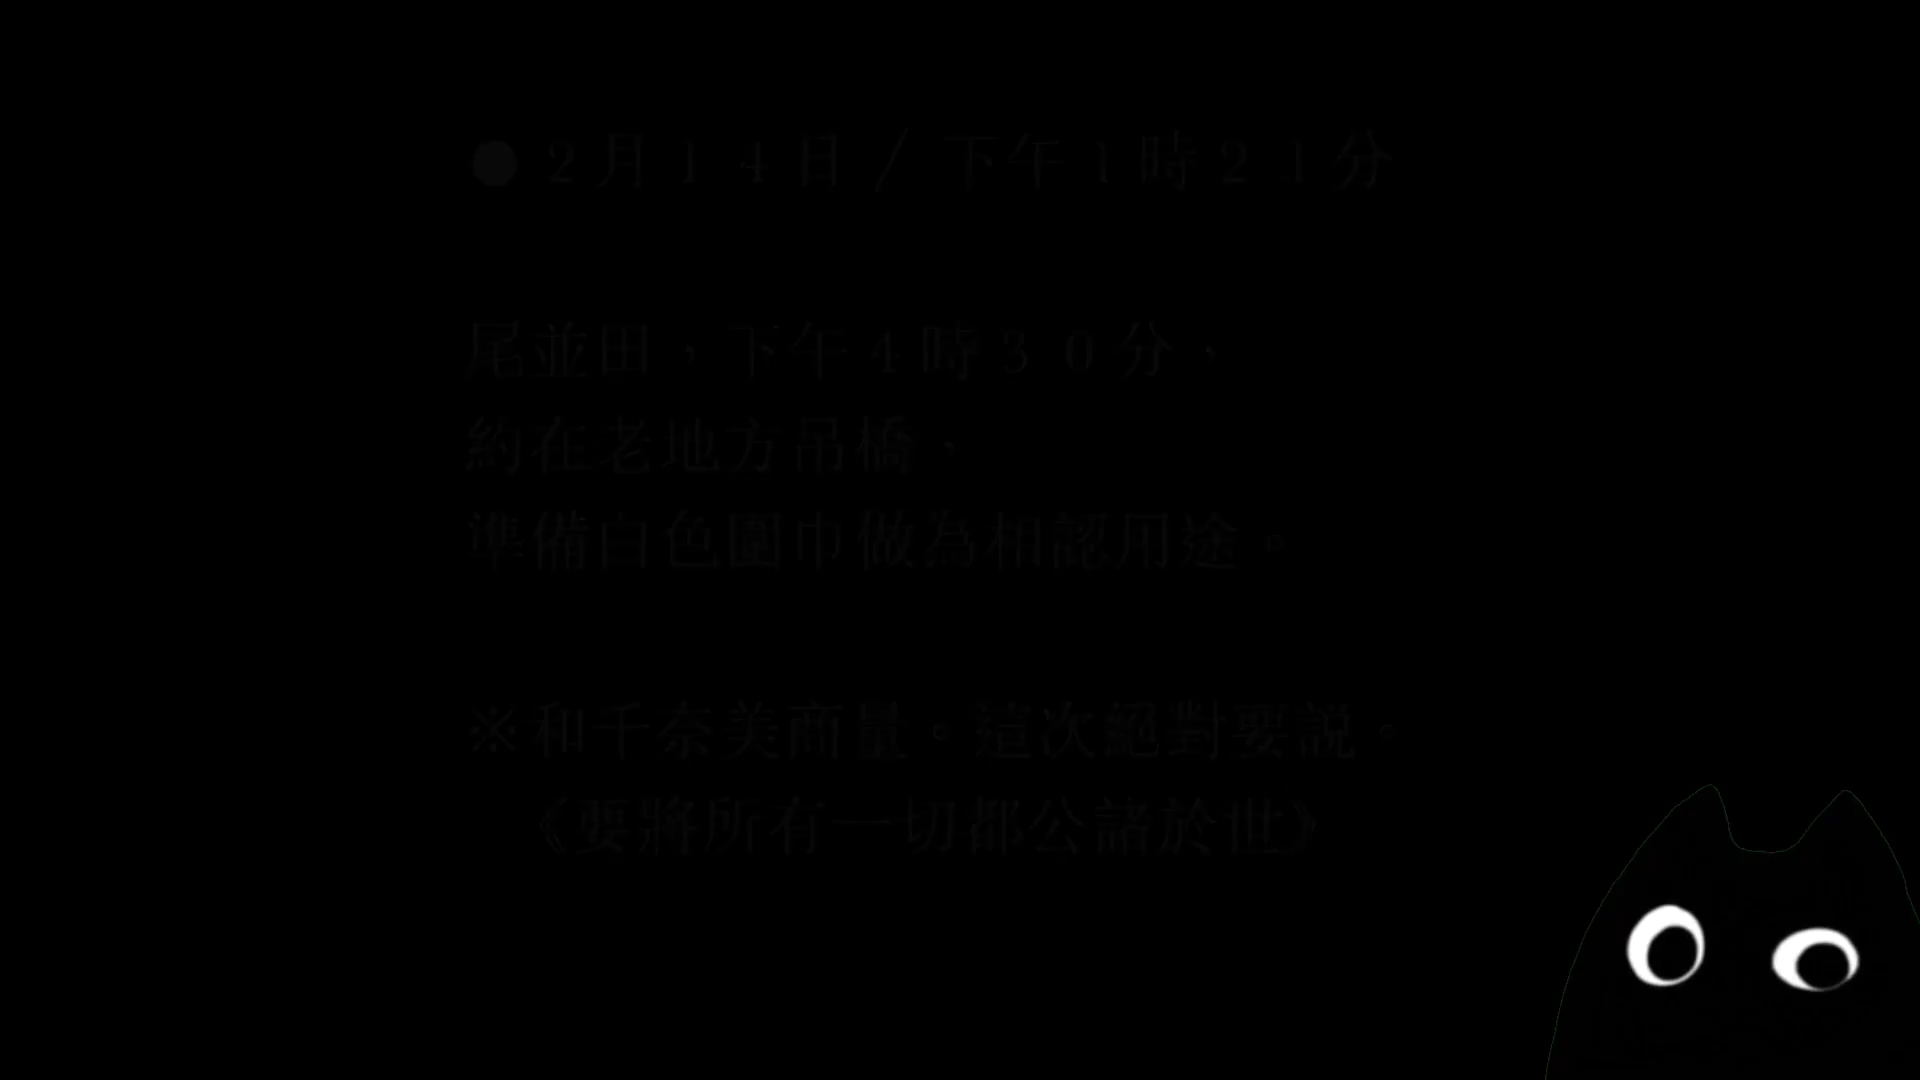 ●2月14日/下午1時21分
尾並田，下午4時30分，
約在老地方吊橋，
準備白色圍巾做為相認用途。
※和千奈美商量。這次絕對要說。
《要將所有一切都公諸於世》